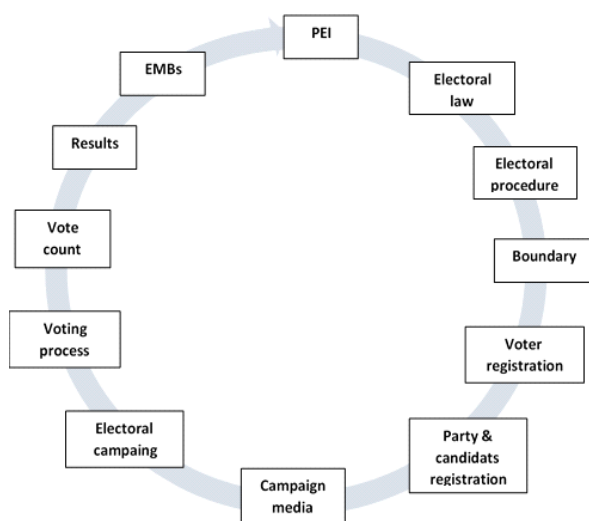 PEI
Electoral
law
Electoral
procedure
Boundary
Voter
registration
Party &
candidats
registration
Campaign
media
Electoral
campaing
Voting
process
Vote
count
Results
EMBs